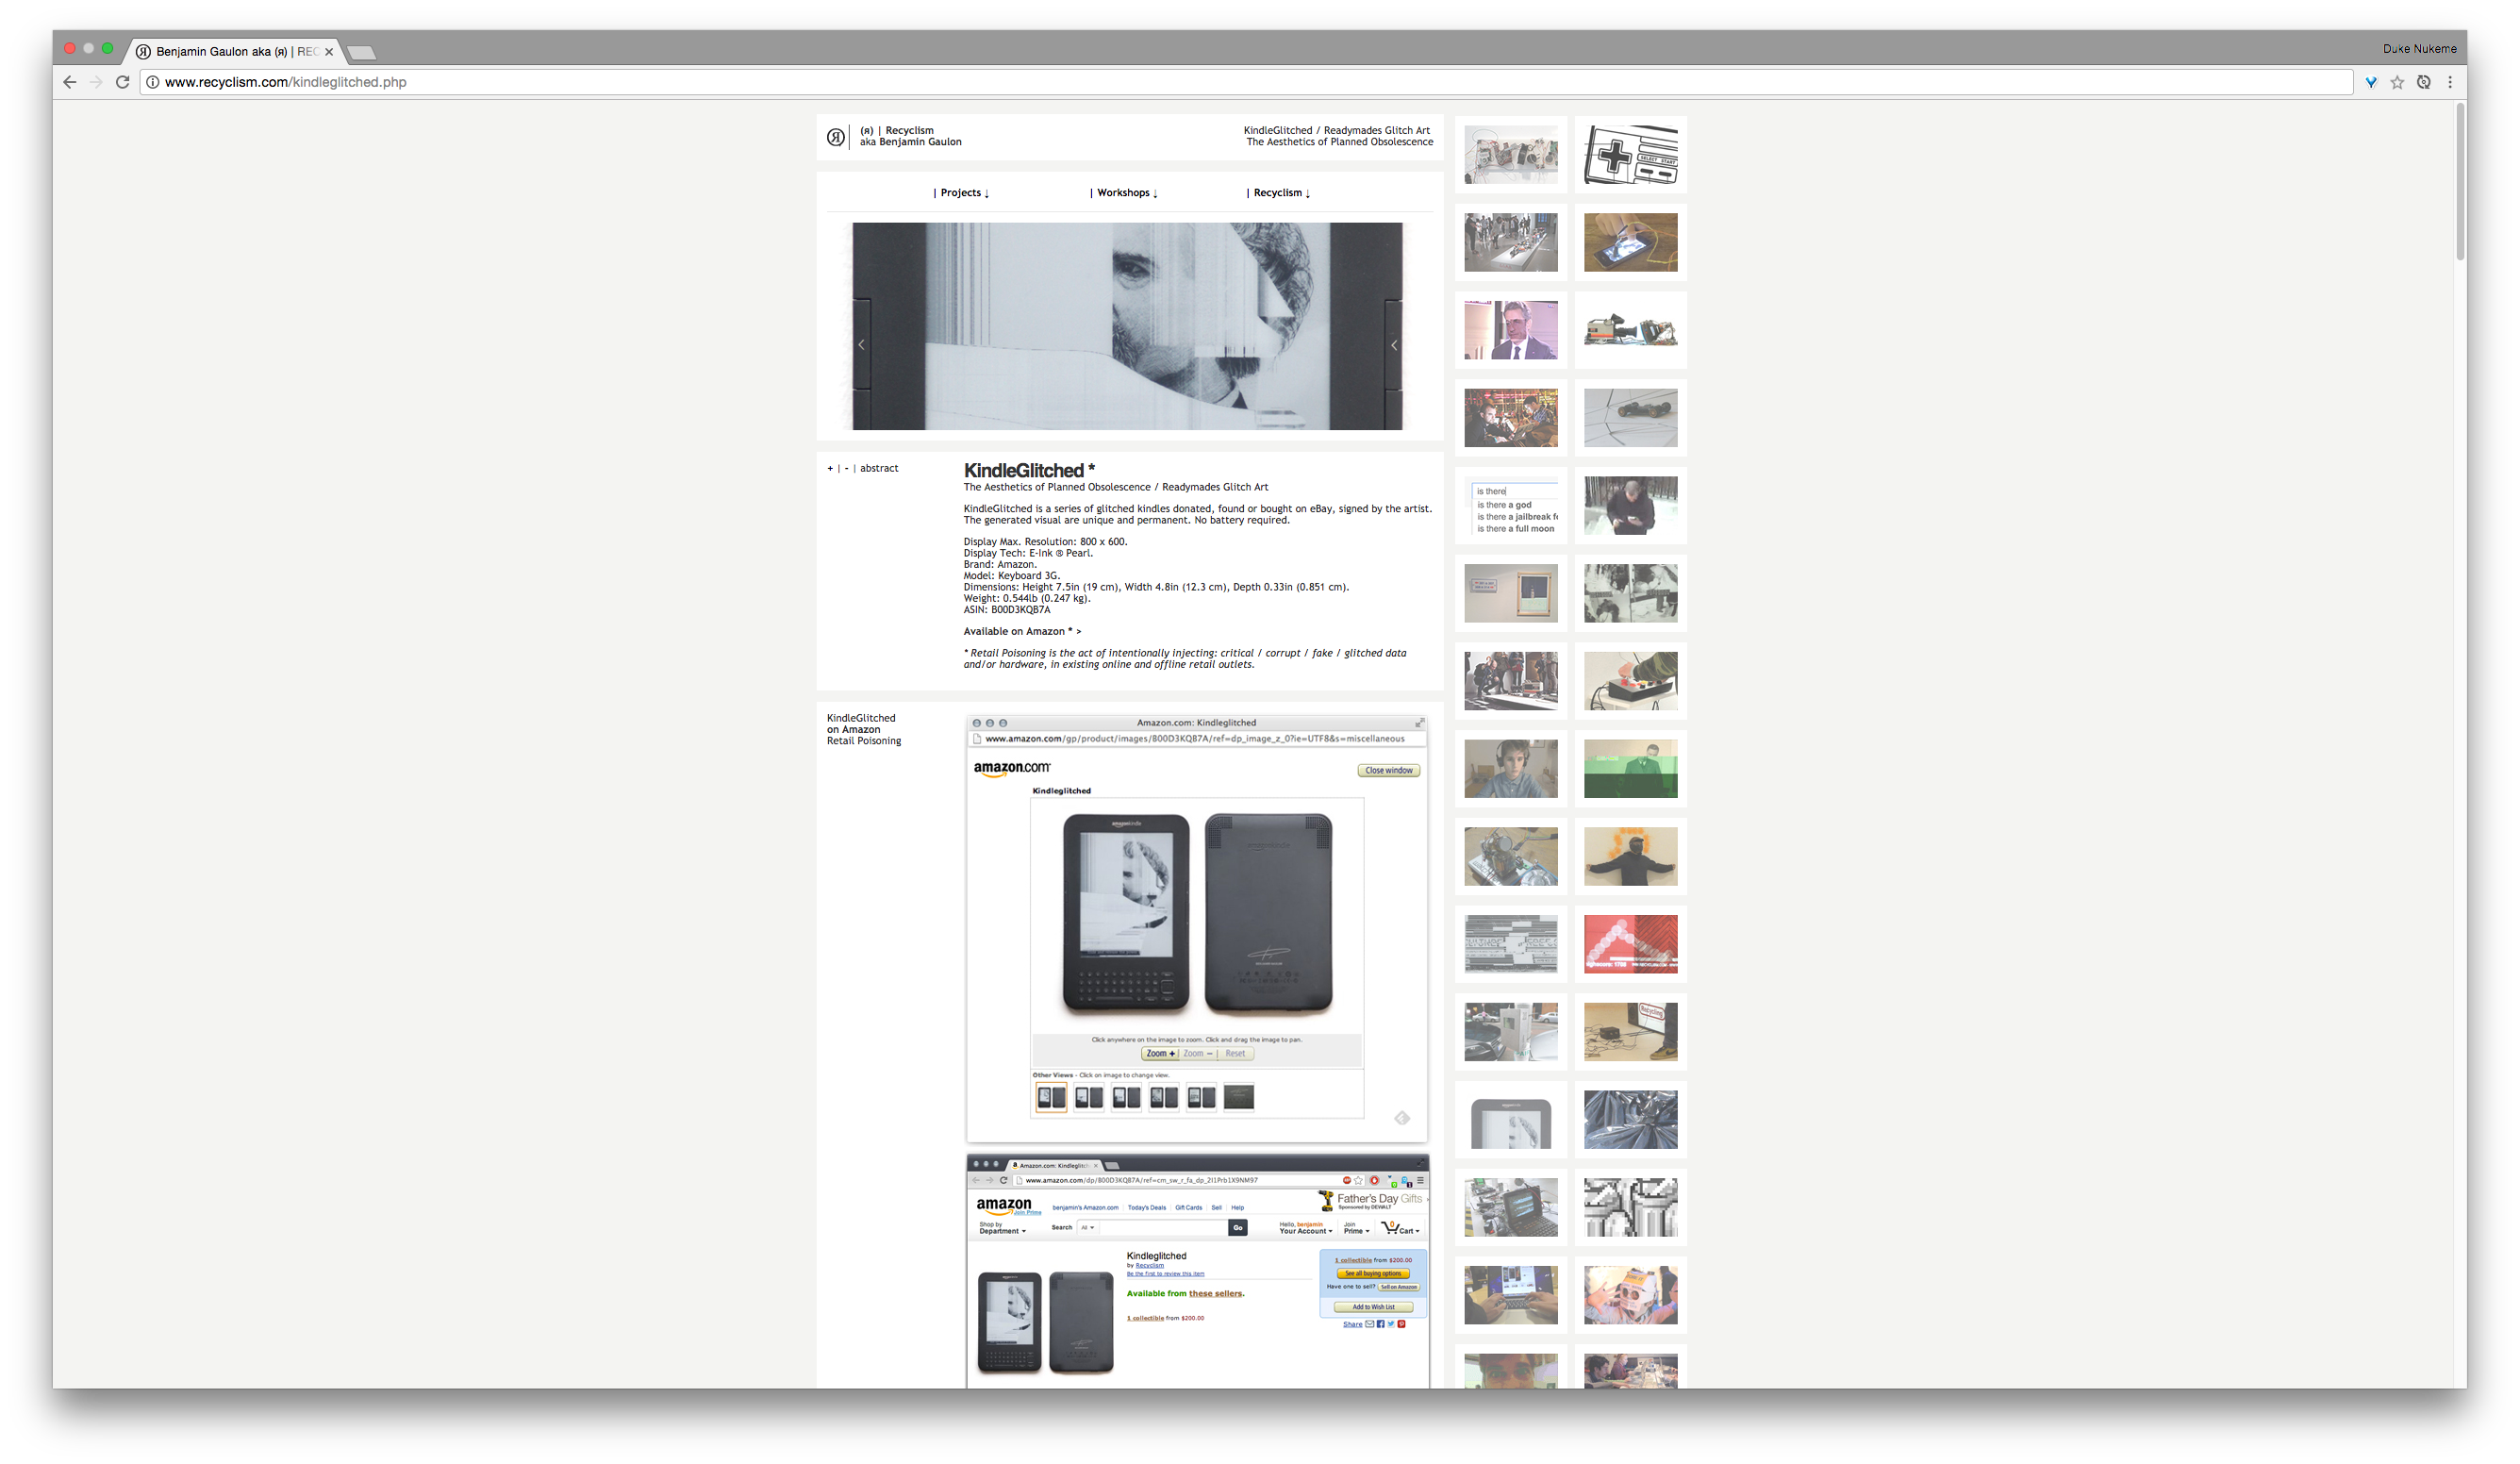 Benjamin Gaulon aka (я) | REC
Duke Nukeme
www.recyclism.com/kindleglitched.php
(я) | Recyclism
aka Benjamin Gaulon
KindleGlitched / Readymades Glitch Art
The Aesthetics of Planned Obsolescence
| Projects ↓
| Workshops ↓
| Recyclism ↓
+ | - | abstract
KindleGlitched *
The Aesthetics of Planned Obsolescence / Readymades Glitch Art
KindleGlitched is a series of glitched kindles donated, found or bought on eBay, signed by the artist.
The generated visual are unique and permanent. No battery required.
Display Max. Resolution: 800 x 600.
Display Tech: E-Ink ® Pearl.
Brand: Amazon.
Model: Keyboard 3G.
Dimensions: Height 7.5in (19 cm), Width 4.8in (12.3 cm), Depth 0.33in (0.851 cm).
Weight: 0.544lb (0.247 kg).
ASIN: B00D3KQB7A
Available on Amazon * >
* Retail Poisoning is the act of intentionally injecting: critical / corrupt / fake / glitched data
and/or hardware, in existing online and offline retail outlets.
KindleGlitched
on Amazon
Retail Poisoning
Amazon.com: Kindleglitched
www.amazon.com/gp/product/images/B00D3KQB7A/ref=dp_image_z_0?ie=UTF8&s=miscellaneous
amazon.com
Close window
Kindleglitched
amazonkindle
Click anywhere on the image to zoom. Click and drag the image to pan.
Zoom + | Zoom − | Reset
Other Views - Click on image to change view.
Amazon.com: Kindleglitch
www.amazon.com/dp/B00D3KQB7A/ref=cm_sw_r_fa_dp_2I1Prb1X9NM97
amazon
Join Prime
benjamin's Amazon.com
Today's Deals
Gift Cards
Sell
Help
Father's Day Gifts
Sponsored by DEWALT
Shop by
Department
Search
All
Go
Hello, benjamin
Your Account
Join
Prime
0
Cart
Kindleglitched
by Recyclism
Be the first to review this item
Available from these sellers.
1 collectible from $200.00
1 collectible from $200.00
See all buying options
Have one to sell? Sell on Amazon
Add to Wish List
Share
SELECT START
is there
is there a god
is there a jailbreak fo
is there a full moon
Recycling